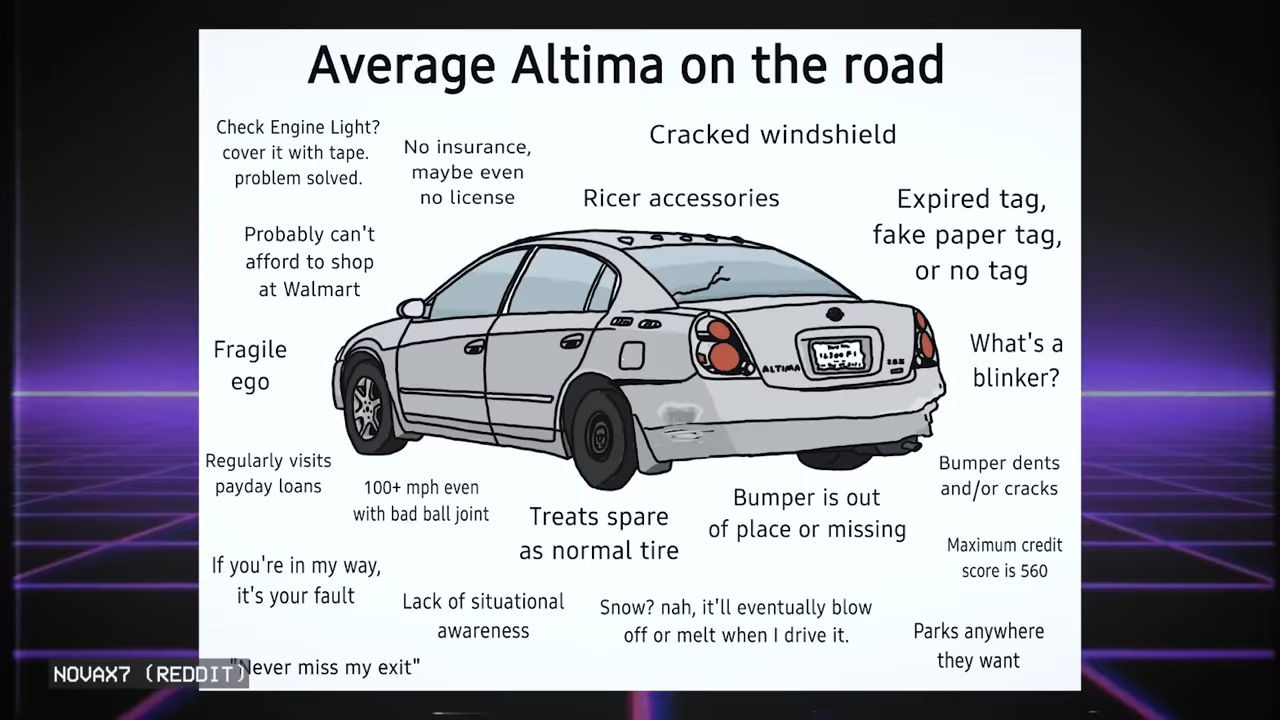 Average Altima on the road
Check Engine Light?
cover it with tape.
problem solved.
No insurance,
maybe even
no license
Cracked windshield
Ricer accessories
Expired tag,
fake paper tag,
or no tag
Probably can't
afford to shop
at Walmart
Fragile
ego
What's a
blinker?
ALTIMA
Regularly visits
payday loans
100+ mph even
with bad ball joint
Treats spare
as normal tire
Bumper is out
of place or missing
Bumper dents
and/or cracks
Maximum credit
score is 560
If you're in my way,
it's your fault
Lack of situational
awareness
Snow? nah, it'll eventually blow
off or melt when I drive it.
Parks anywhere
they want
"Never miss my exit"
NOVAX7 (REDDIT)